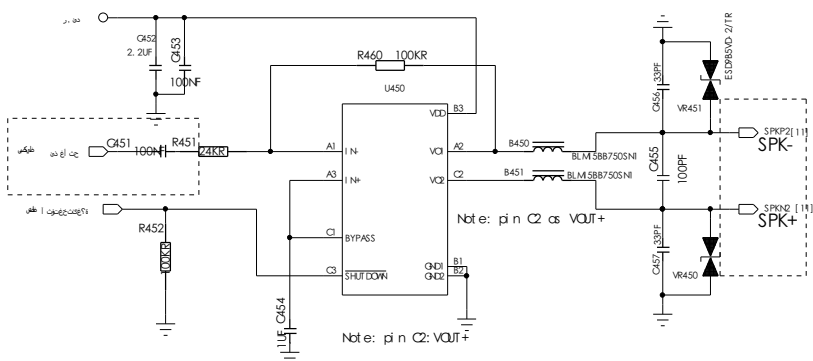 C452
2.2UF
C453
100NF
R460 100KR
U450
VDD B3
C451
100NF
R451
24KR
A1 IN-
VO1 A2
B450
BLM15BB750SN1
A3 IN+
VO2 C2
B451
BLM15BB750SN1
Note: pin C2 as VOUT+
R452
100KR
C1 BYPASS
C3 SHUTDOWN
GND1 B1
GND2 B2
1UF C454
Note: pin C2: VOUT+
C456 33PF
VR451
ESD9B5VD-2/TR
C455
100PF
SPKP2[11]
SPK-
SPKN2 [11]
SPK+
C457 33PF
VR450